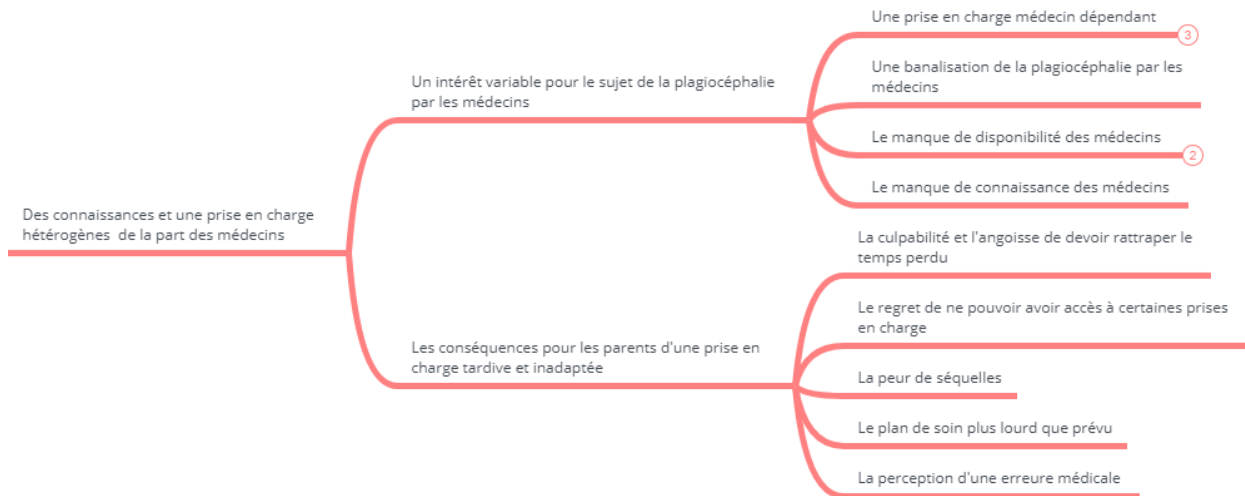 Une prise en charge médecin dépendant
3
Un intérêt variable pour le sujet de la plagiocéphalie
par les médecins
Une banalisation de la plagiocéphalie par les
médecins
Le manque de disponibilité des médecins
2
Le manque de connaissance des médecins
Des connaissances et une prise en charge
hétérogènes de la part des médecins
La culpabilité et l'angoisse de devoir rattraper le
temps perdu
Le regret de ne pouvoir avoir accès à certaines prises
en charge
Les conséquences pour les parents d'une prise en
charge tardive et inadaptée
La peur de séquelles
Le plan de soin plus lourd que prévu
La perception d'une erreure médicale